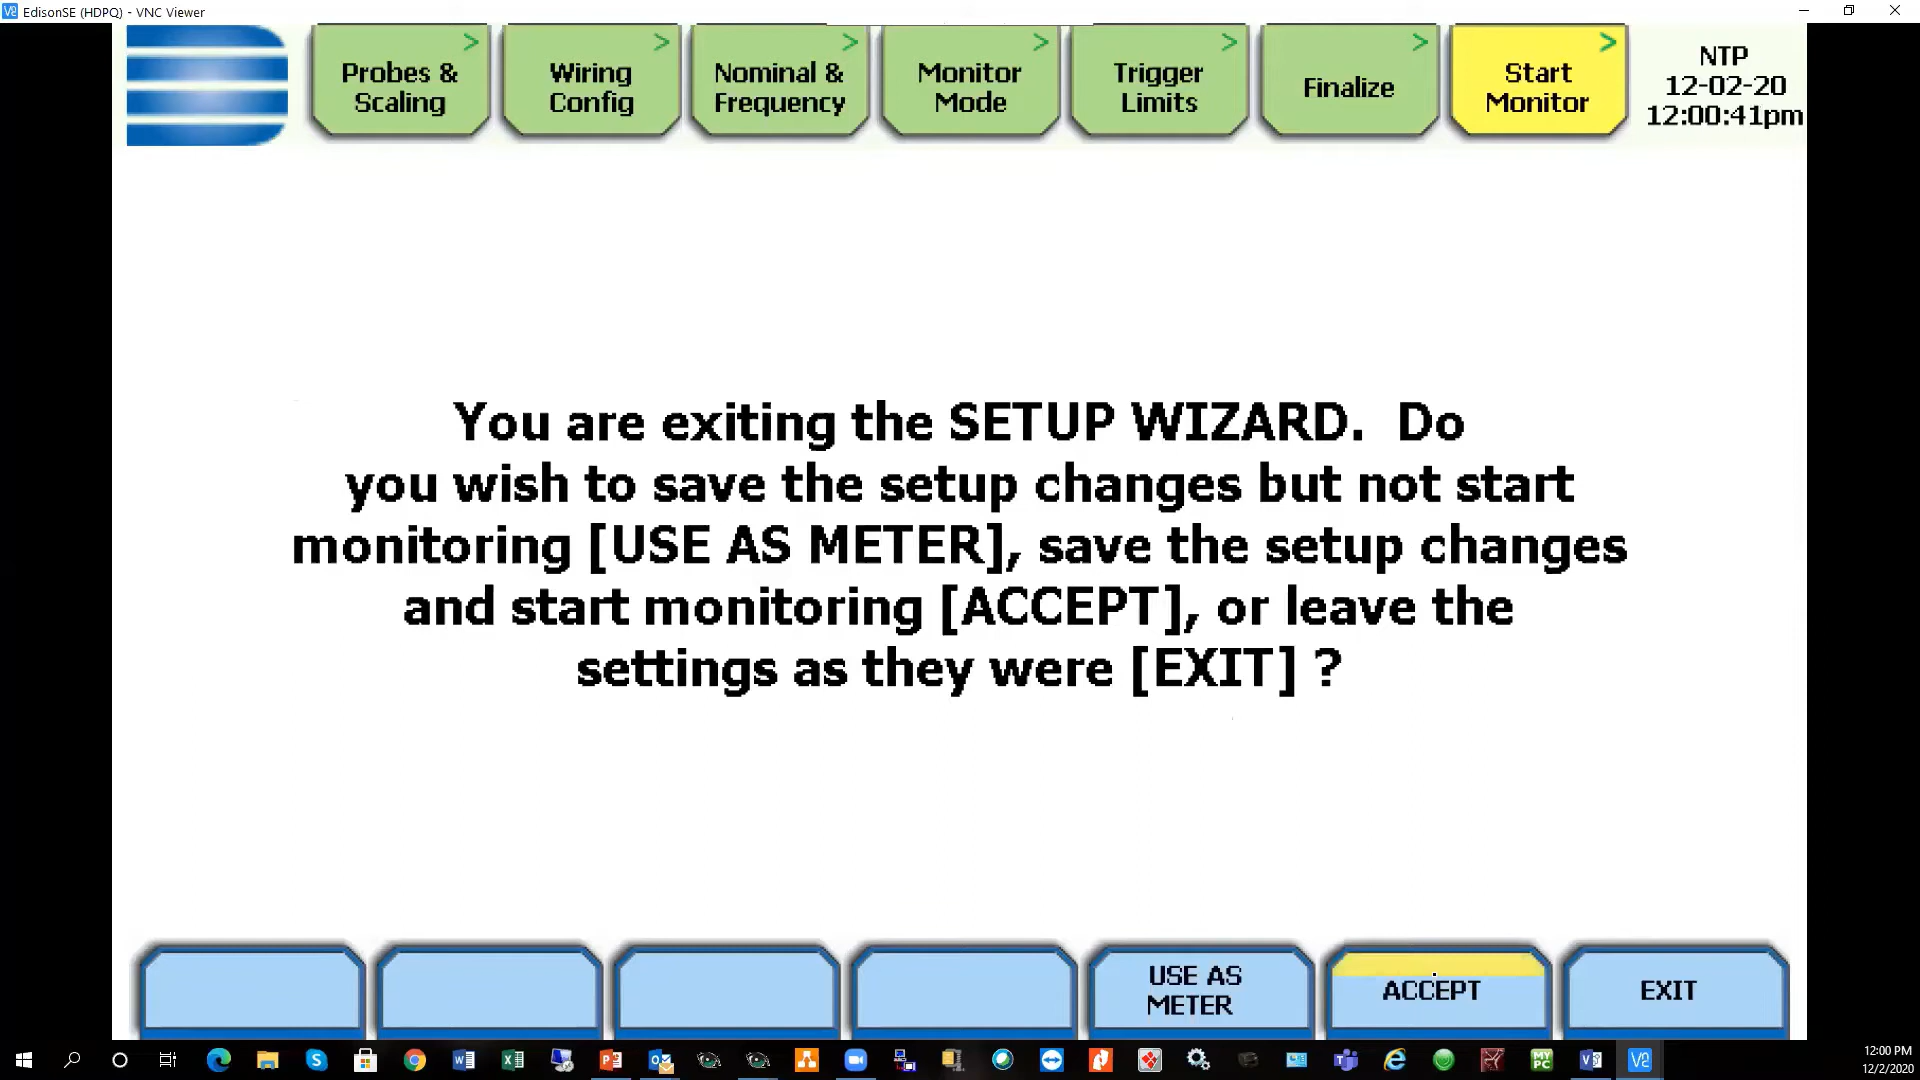 EdisonSE (HDPQ) - VNC Viewer
Probes &
Scaling
Wiring
Config
Nominal &
Frequency
Monitor
Mode
Trigger
Limits
Finalize
Start
Monitor
NTP
12-02-20
12:00:41pm
You are exiting the SETUP WIZARD. Do
you wish to save the setup changes but not start
monitoring [USE AS METER], save the setup changes
and start monitoring [ACCEPT], or leave the
settings as they were [EXIT] ?
USE AS
METER
ACCEPT
EXIT
12:00 PM
12/2/2020